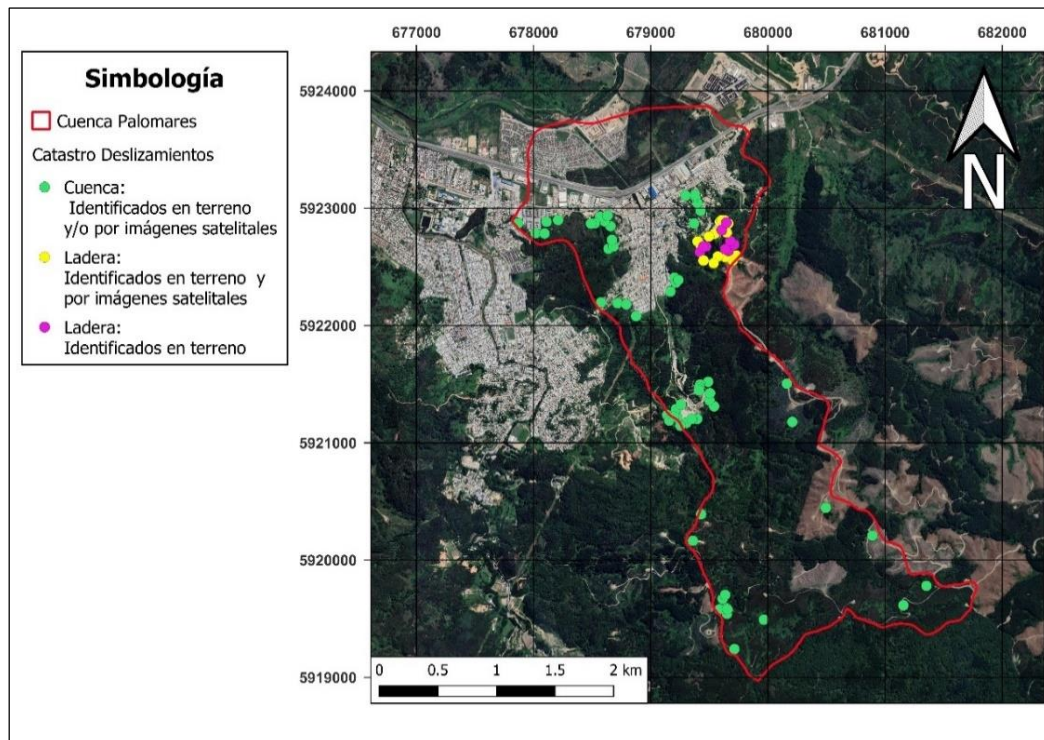 677000 678000 679000 680000 681000 682000
Simbología
Cuenca Palomares
Catastro Deslizamientos
Cuenca:
Identificados en terreno
y/o por imágenes satelitales
Ladera:
Identificados en terreno y
por imágenes satelitales
Ladera:
Identificados en terreno
5924000
5923000
5922000
5921000
5920000
5919000
N
0 0.5 1 1.5 2 km